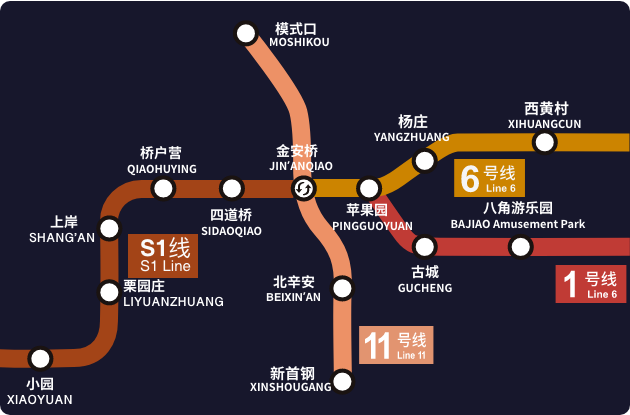 模式口
MOSHIKOU
西黄村
XIHUANGCUN
杨庄
YANGZHUANG
金安桥
JIN'ANQIAO
桥户营
QIAOHUYING
6 号线
Line 6
四道桥
SIDAOQIAO
苹果园
PINGGUOYUAN
八角游乐园
BAJIAO Amusement Park
上岸
SHANG'AN
S1线
S1 Line
古城
GUCHENG
北辛安
BEIXIN'AN
1 号线
Line 6
栗园庄
LIYUANZHUANG
11 号线
Line 11
小园
XIAOYUAN
新首钢
XINSHOUGANG